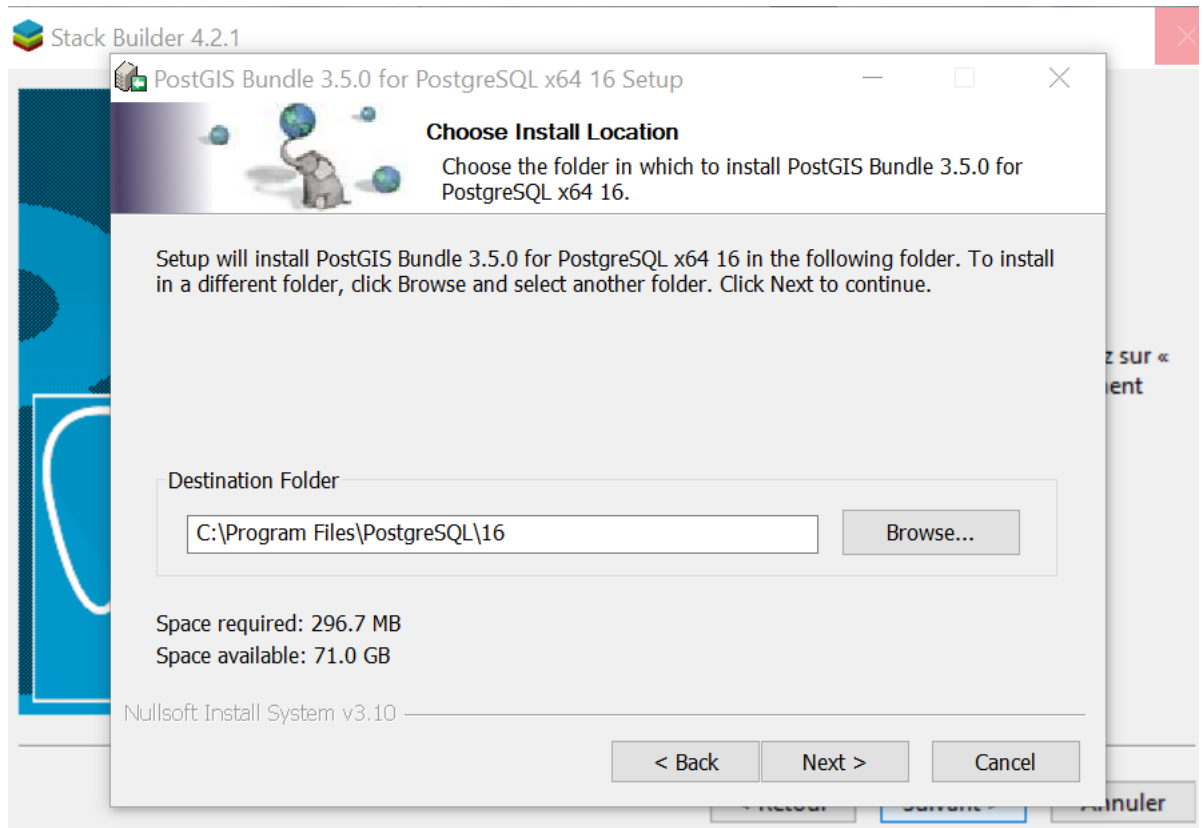 Stack Builder 4.2.1
PostGIS Bundle 3.5.0 for PostgreSQL x64 16 Setup
Choose Install Location
Choose the folder in which to install PostGIS Bundle 3.5.0 for
PostgreSQL x64 16.
Setup will install PostGIS Bundle 3.5.0 for PostgreSQL x64 16 in the following folder. To install
in a different folder, click Browse and select another folder. Click Next to continue.
z sur «
ent
Destination Folder
C:\Program Files\PostgreSQL\16
Browse...
Space required: 296.7 MB
Space available: 71.0 GB
Nullsoft Install System v3.10
< Back
Next >
Cancel
< Retour
Suivant >
Annuler